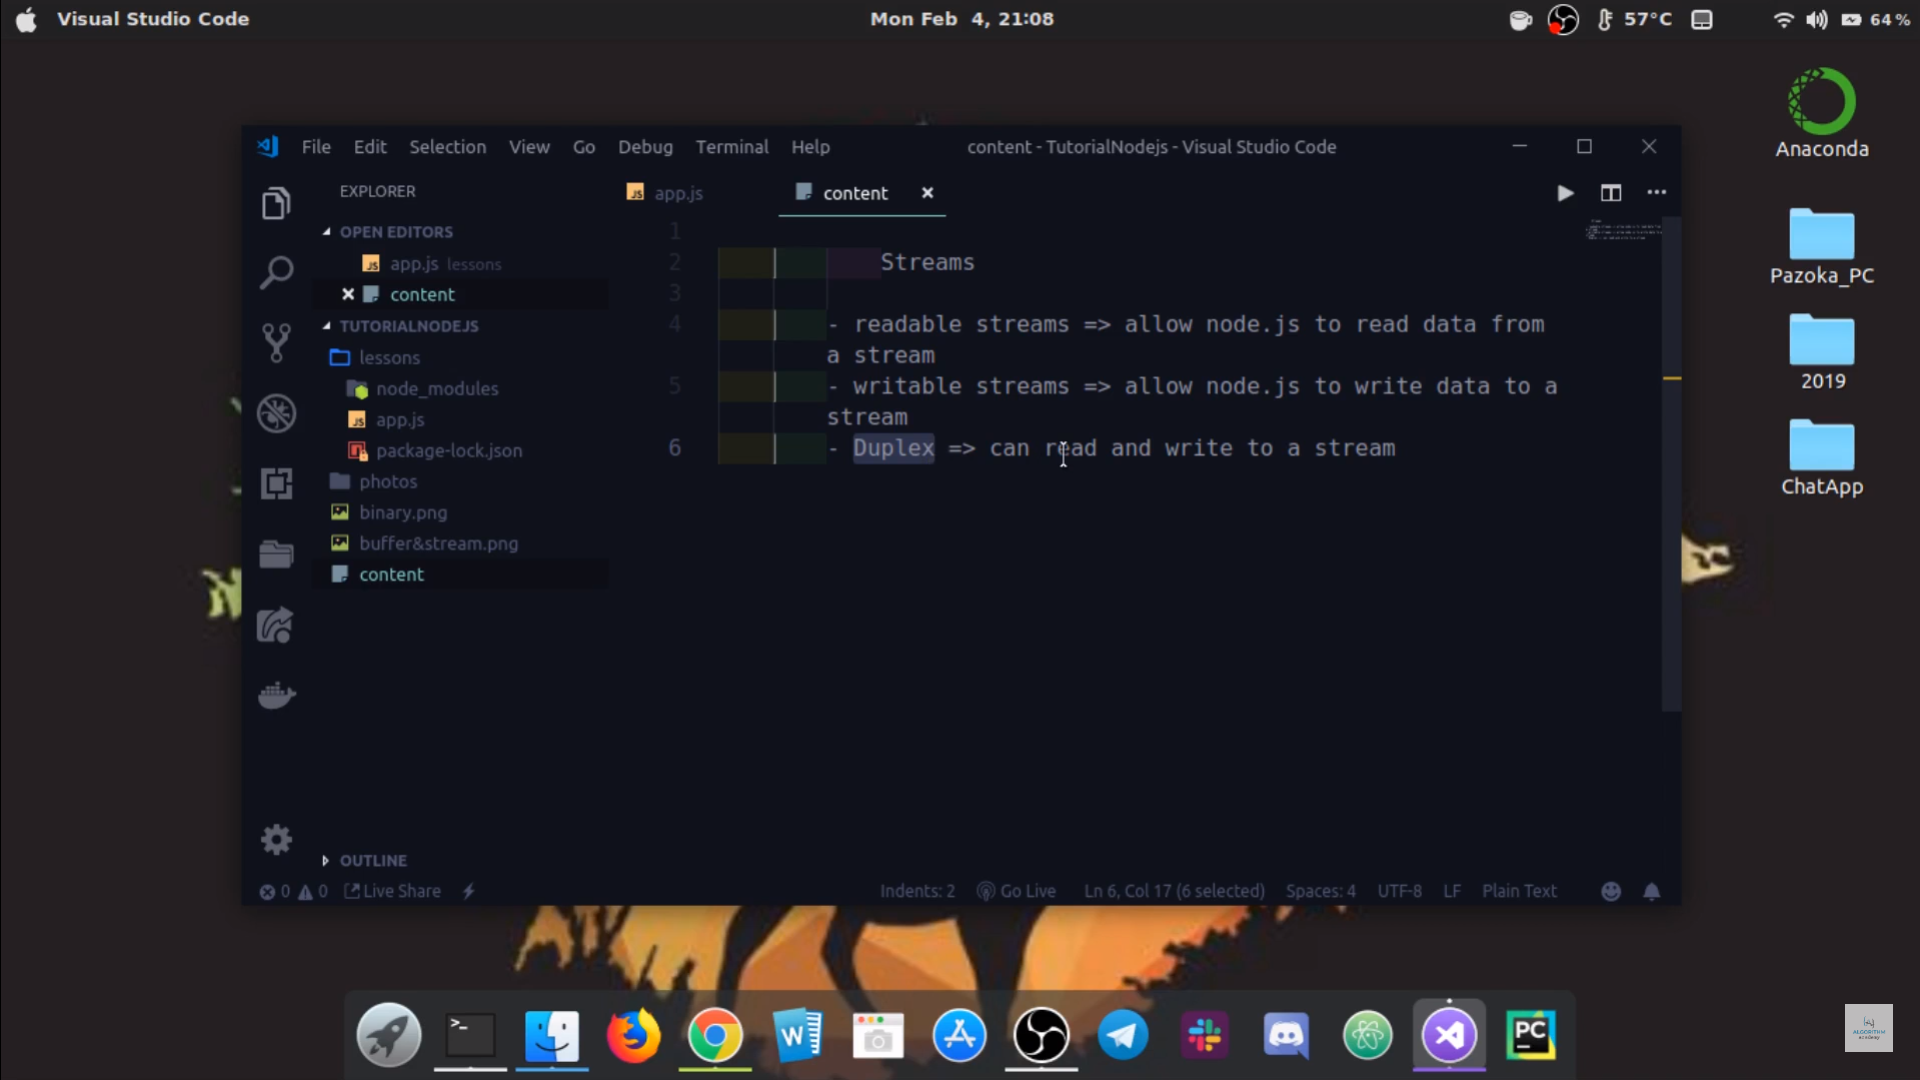 Visual Studio Code
Mon Feb 4, 21:08
57°C
64%
Anaconda
Pazoka_PC
2019
ChatApp
File Edit Selection View Go Debug Terminal Help
content - TutorialNodejs - Visual Studio Code
EXPLORER
OPEN EDITORS
app.js lessons
content
TUTORIALNODEJS
lessons
node_modules
app.js
package-lock.json
photos
binary.png
buffer&stream.png
content
OUTLINE
app.js
content
1
2 Streams
3
4 - readable streams => allow node.js to read data from
a stream
5 - writable streams => allow node.js to write data to a
stream
6 - Duplex => can read and write to a stream
0 0 Live Share
Indents: 2 Go Live Ln 6, Col 17 (6 selected) Spaces: 4 UTF-8 LF Plain Text
>_
W
PC
ALGORITHM
academy